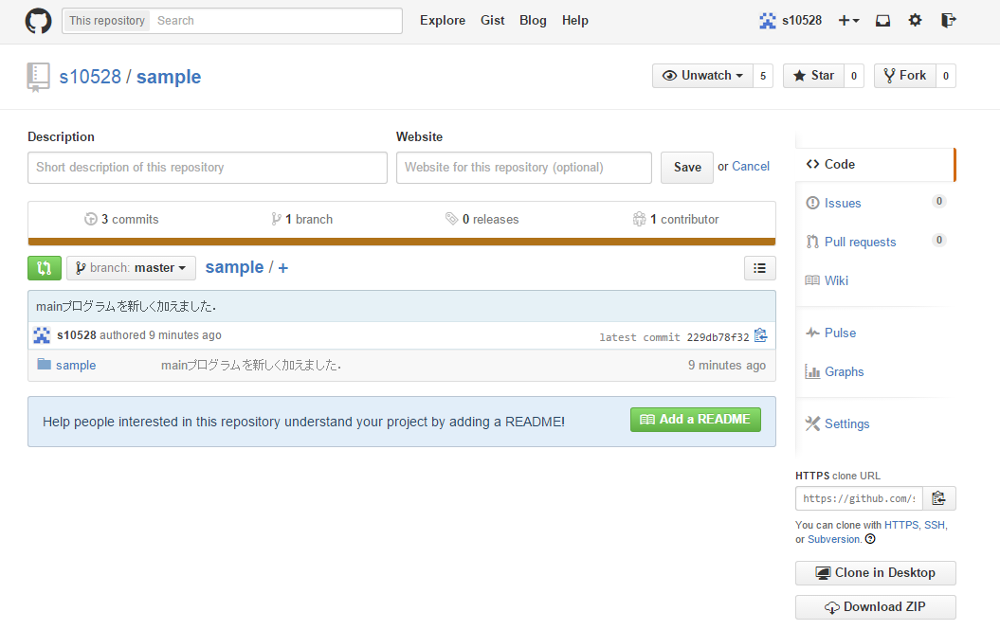 This repository Search Explore Gist Blog Help s10528
s10528 / sample Unwatch 5 Star 0 Fork 0
Description Website
Short description of this repository Website for this repository (optional) Save or Cancel
3 commits 1 branch 0 releases 1 contributor
branch: master sample / +
mainプログラムを新しく加えました.
s10528 authored 9 minutes ago latest commit 229db78f32
sample mainプログラムを新しく加えました. 9 minutes ago
Help people interested in this repository understand your project by adding a README! Add a README
Code
Issues 0
Pull requests 0
Wiki
Pulse
Graphs
Settings
HTTPS clone URL
https://github.com/s
You can clone with HTTPS, SSH,
or Subversion. ?
Clone in Desktop
Download ZIP